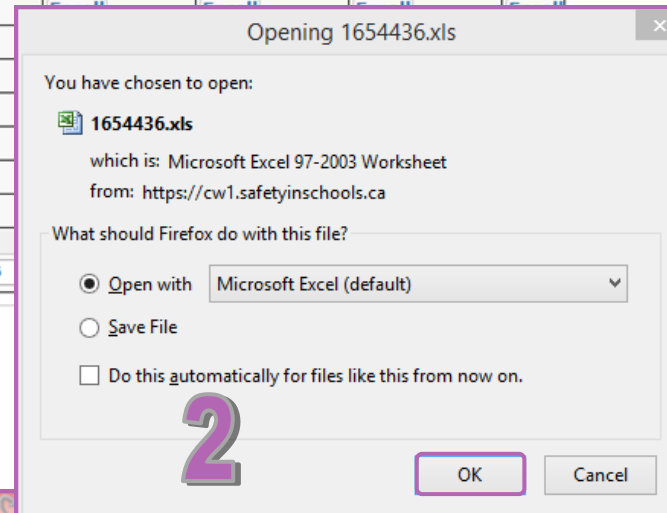 Opening 1654436.xls
You have chosen to open:
1654436.xls
which is: Microsoft Excel 97-2003 Worksheet
from: https://cw1.safetyinschools.ca
What should Firefox do with this file?
Open with Microsoft Excel (default)
Save File
Do this automatically for files like this from now on.
2
OK Cancel